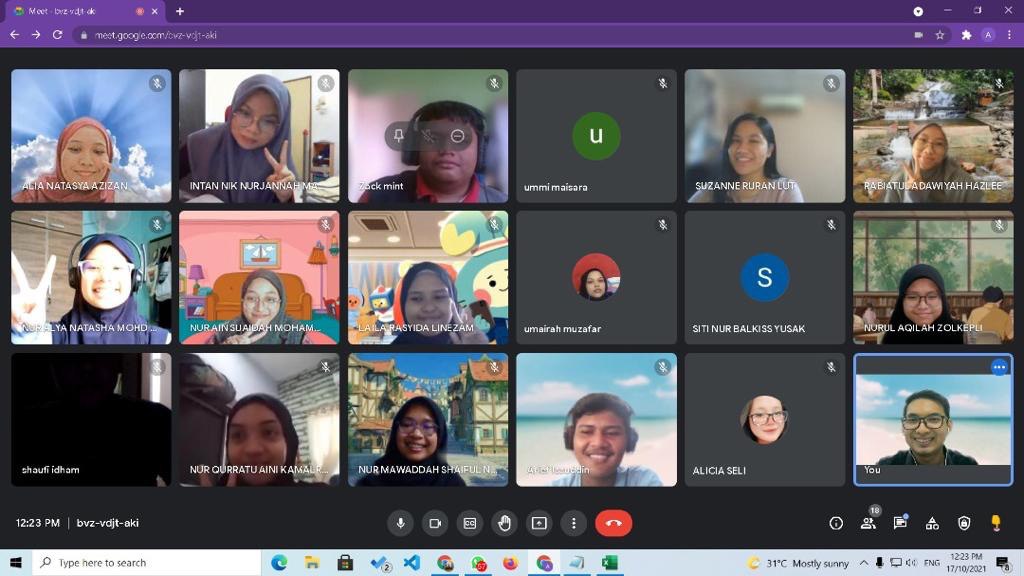 Meet - bvz-vdjt-aki
meet.google.com/bvz-vdjt-aki
A
ALIA NATASYA AZIZAN
INTAN NIK NURJANNAH MA...
Zack mint
u
ummi maisara
SUZANNE RURAN LUT
RABIATUL ADAWIYAH HAZLEE
NUR ALYA NATASHA MOHD ...
NUR AIN SUAIDAH MOHAM...
LAILA RASYIDA LINEZAM
umairah muzafar
S
SITI NUR BALKISS YUSAK
NURUL AQILAH ZOLKEPLI
shaufi idham
NUR QURRATU AINI KAMAL R...
NUR MAWADDAH SHAIFUL N...
ALICIA SELI
You
12:23 PM | bvz-vdjt-aki
CC
18
Type here to search
2
31°C Mostly sunny
ENG
12:23 PM
17/10/2021